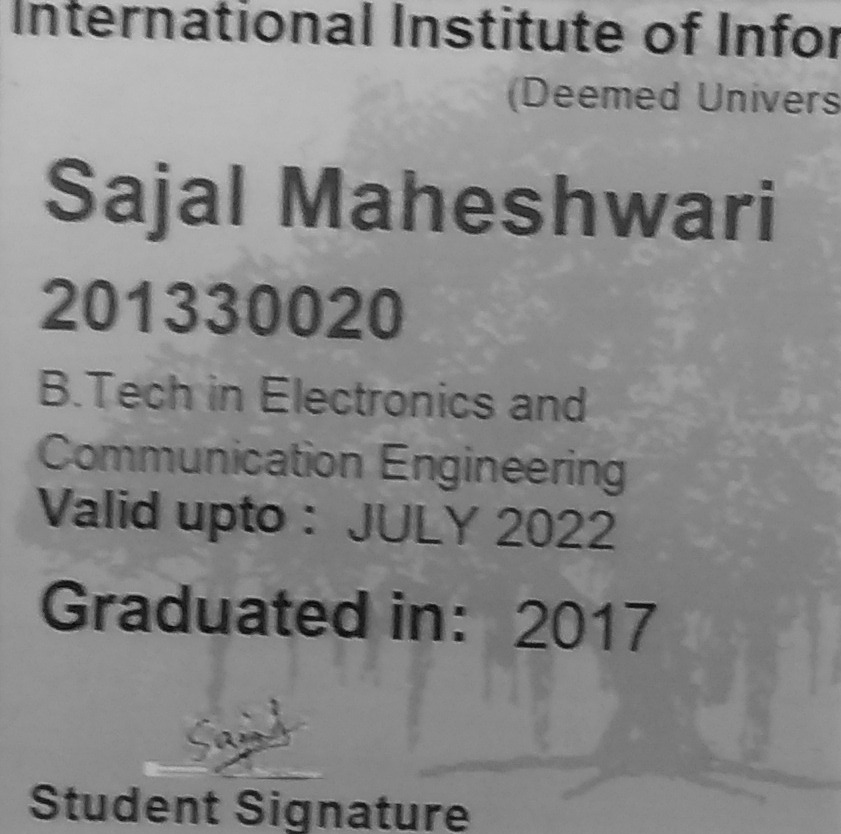 International Institute of Infor
(Deemed Univers
Sajal Maheshwari
201330020
B.Tech in Electronics and
Communication Engineering
Valid upto : JULY 2022
Graduated in: 2017
Sajal
Student Signature